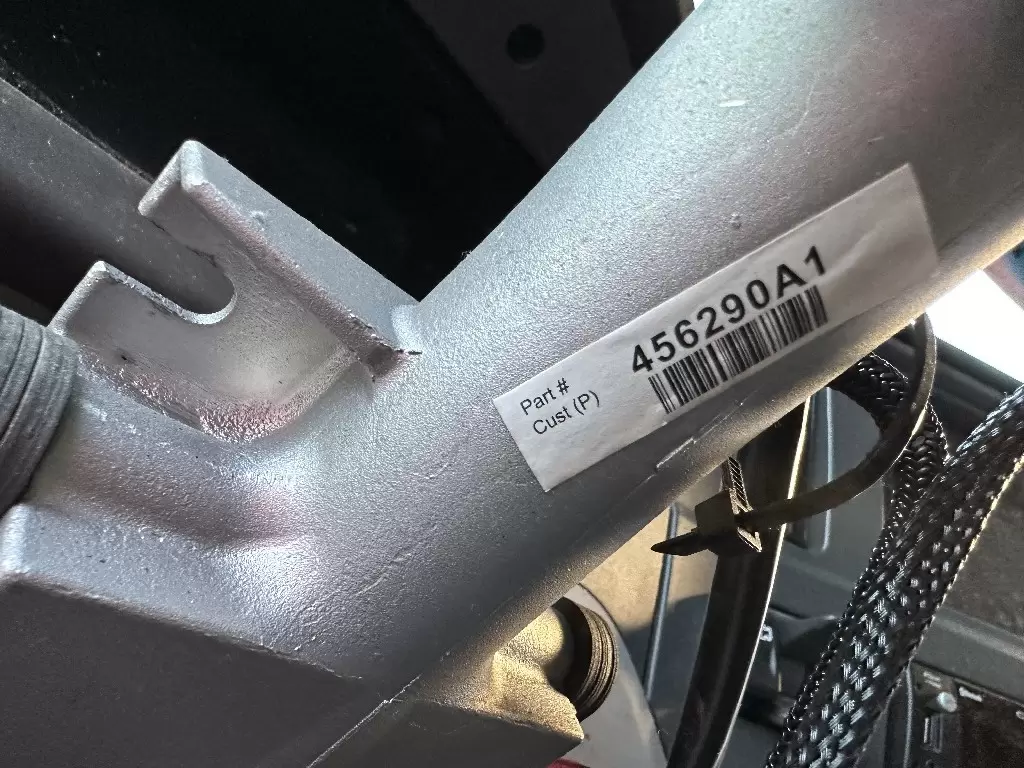 Part #
Cust (P)
456290A1